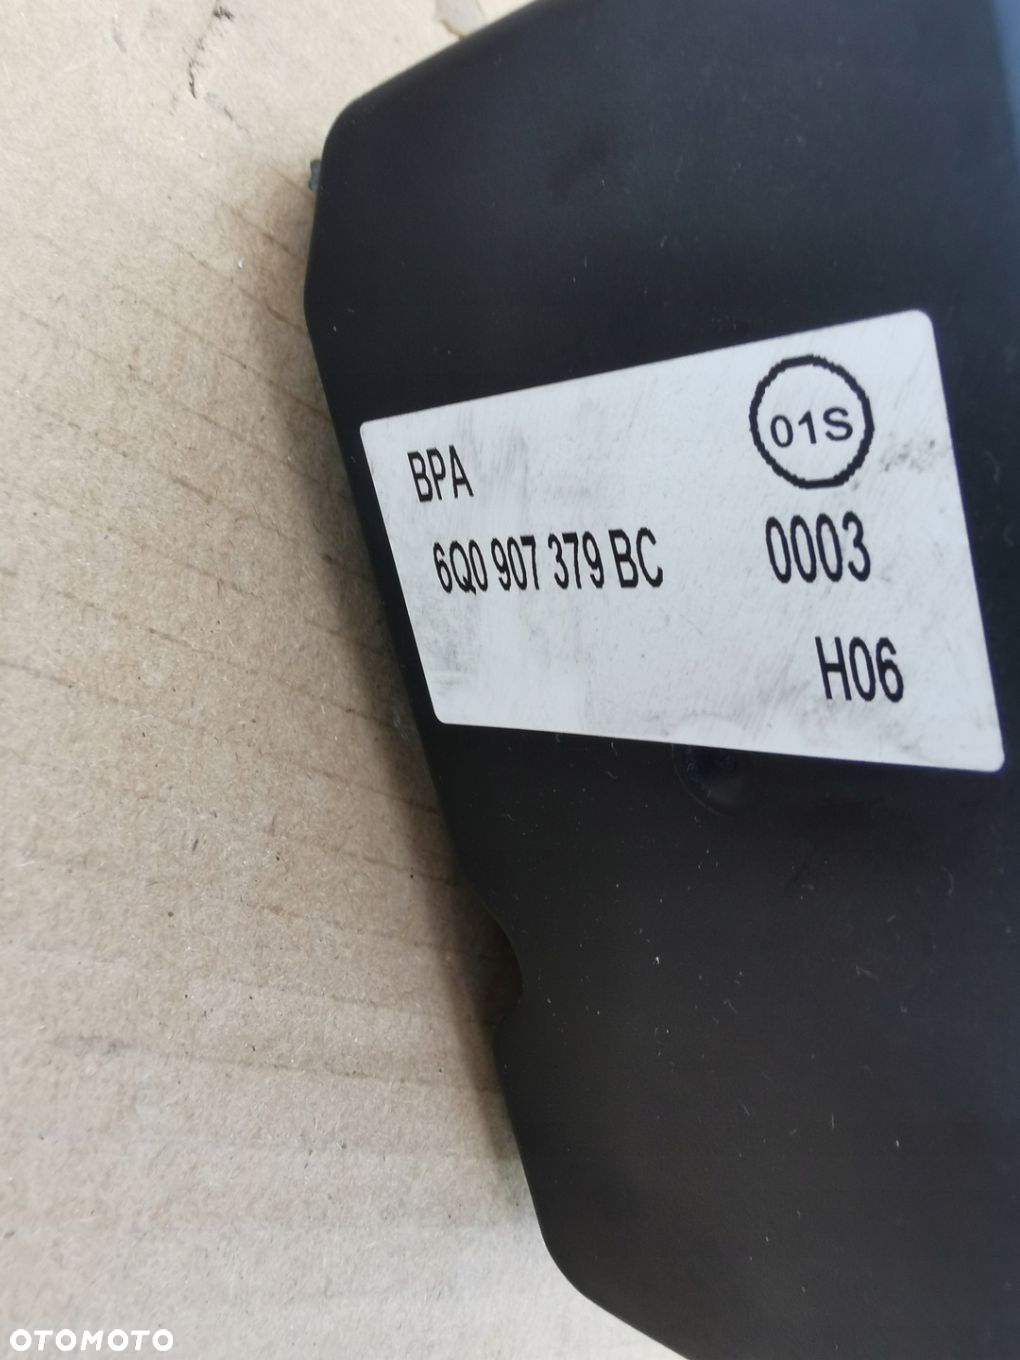 01S
BPA
6Q0 907 379 BC 0003
H06
OTOMOTO